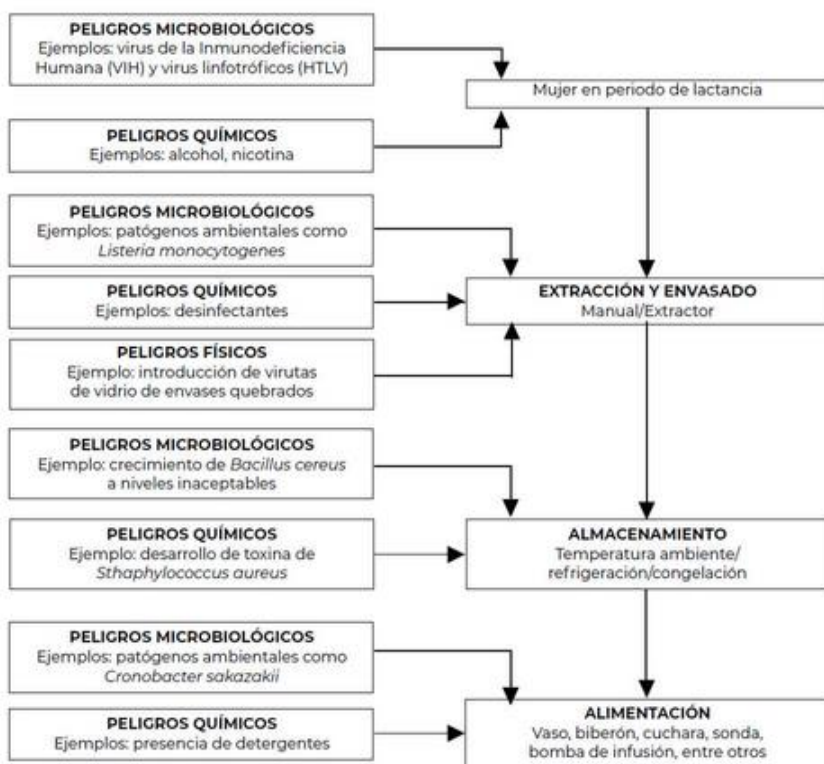 PELIGROS MICROBIOLÓGICOS
Ejemplos: virus de la Inmunodeficiencia
Humana (VIH) y virus linfotróficos (HTLV)
Mujer en periodo de lactancia
PELIGROS QUÍMICOS
Ejemplos: alcohol, nicotina
PELIGROS MICROBIOLÓGICOS
Ejemplos: patógenos ambientales como
Listeria monocytogenes
PELIGROS QUÍMICOS
Ejemplos: desinfectantes
EXTRACCIÓN Y ENVASADO
Manual/Extractor
PELIGROS FÍSICOS
Ejemplo: introducción de virutas
de vidrio de envases quebrados
PELIGROS MICROBIOLÓGICOS
Ejemplo: crecimiento de Bacillus cereus
a niveles inaceptables
PELIGROS QUÍMICOS
Ejemplo: desarrollo de toxina de
Sthaphylococcus aureus
ALMACENAMIENTO
Temperatura ambiente/
refrigeración/congelación
PELIGROS MICROBIOLÓGICOS
Ejemplos: patógenos ambientales como
Cronobacter sakazakii
PELIGROS QUÍMICOS
Ejemplos: presencia de detergentes
ALIMENTACIÓN
Vaso, biberón, cuchara, sonda,
bomba de infusión, entre otros